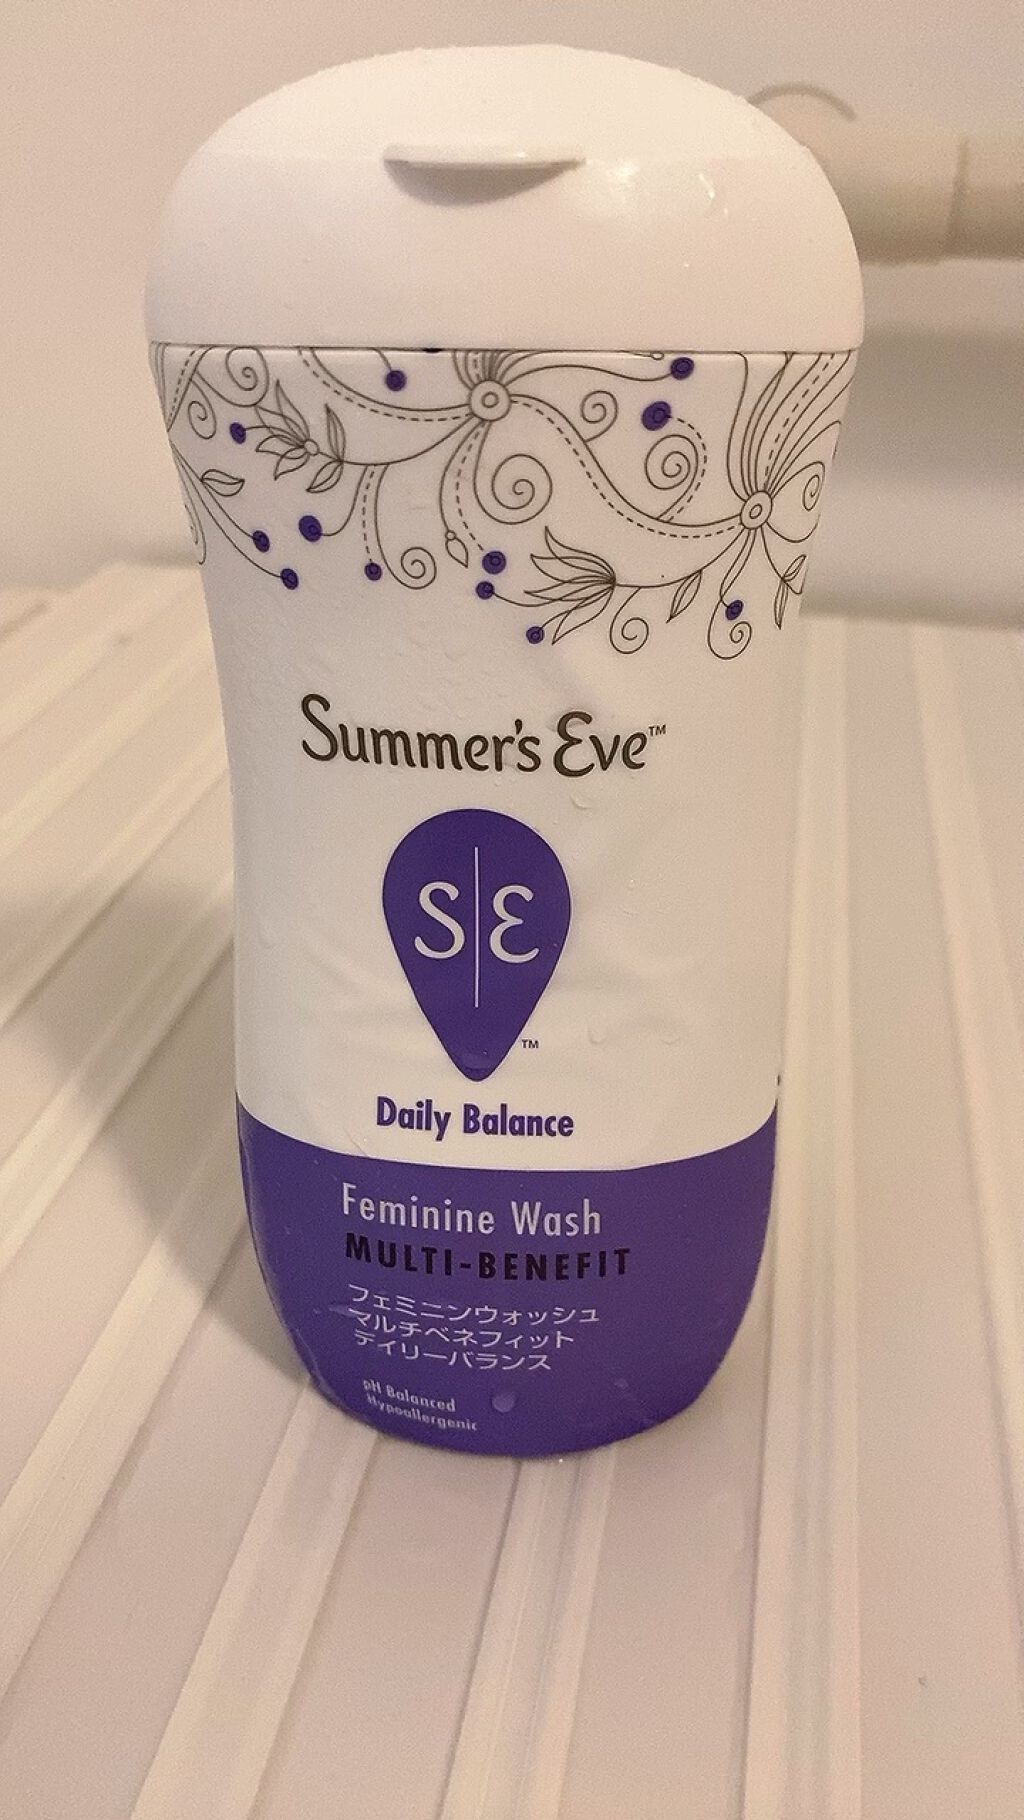 Summer's Eve™
S|E
™
Daily Balance
Feminine Wash
MULTI-BENEFIT
フェミニンウォッシュ
マルチベネフィット
デイリーバランス
pH Balanced
Hypoallergenic